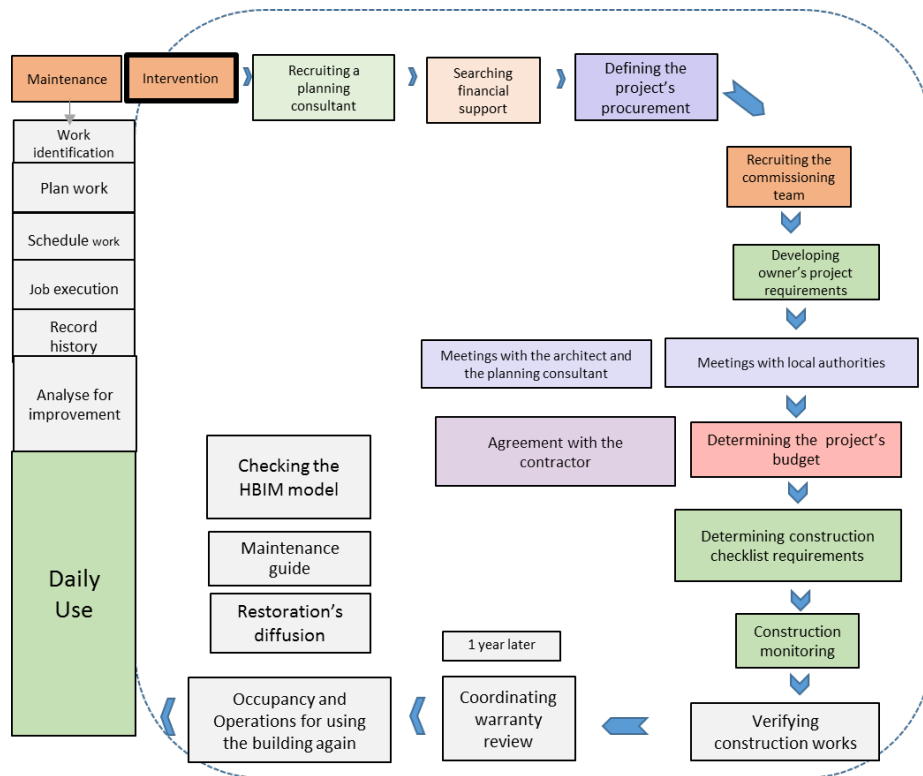 Maintenance
Intervention
Recruiting a
planning
consultant
Searching
financial
support
Defining the
project's
procurement
Work
identification
Plan work
Schedule work
Job execution
Record
history
Analyse for
improvement
Daily
Use
Recruiting the
commissioning
team
Developing
owner's project
requirements
Meetings with the architect and
the planning consultant
Meetings with local authorities
Agreement with the
contractor
Determining the project's
budget
Checking the
HBIM model
Determining construction
checklist requirements
Maintenance
guide
Restoration's
diffusion
Construction
monitoring
1 year later
Occupancy and
Operations for using
the building again
Coordinating
warranty
review
Verifying
construction works